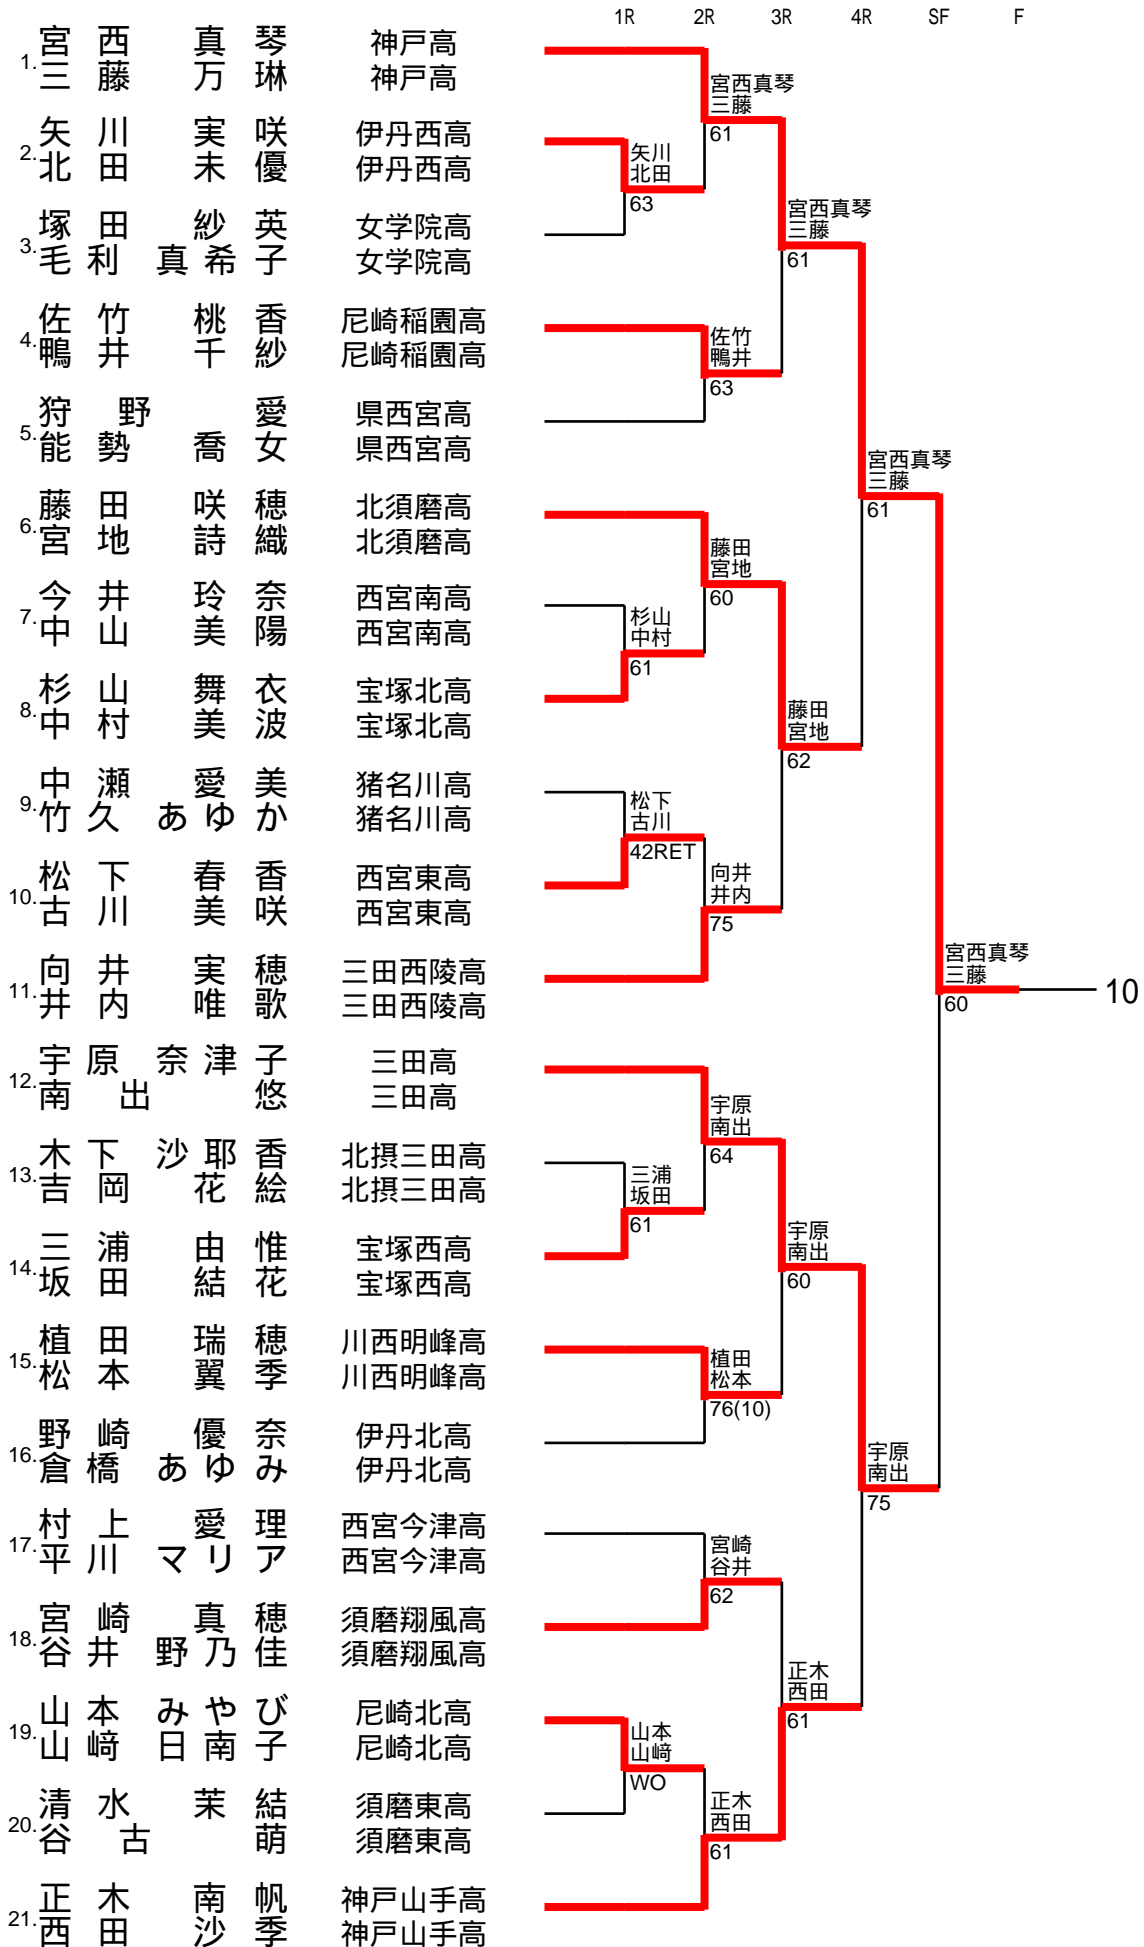 1R 2R 3R 4R SF F
1. 宮西 真琴 神戸高
三藤 万琳 神戸高
2. 矢川 実咲 伊丹西高
北田 未優 伊丹西高
3. 塚田 紗英 女学院高
毛利 真希子 女学院高
4. 佐竹 桃香 尼崎稲園高
鴨井 千紗 尼崎稲園高
5. 狩野 愛 県西宮高
能勢 喬女 県西宮高
6. 藤田 咲穂 北須磨高
宮地 詩織 北須磨高
7. 今井 玲奈 西宮南高
中山 美陽 西宮南高
8. 杉山 舞衣 宝塚北高
中村 美波 宝塚北高
9. 中瀬 愛美 猪名川高
竹久 あゆか 猪名川高
10. 松下 春香 西宮東高
古川 美咲 西宮東高
11. 向井 実穂 三田西陵高
井内 唯歌 三田西陵高
12. 宇原 奈津子 三田高
南出 悠 三田高
13. 木下 沙耶香 北摂三田高
吉岡 花絵 北摂三田高
14. 三浦 由惟 宝塚西高
坂田 結花 宝塚西高
15. 植田 瑞穂 川西明峰高
松本 翼季 川西明峰高
16. 野崎 優奈 伊丹北高
倉橋 あゆみ 伊丹北高
17. 村上 愛理 西宮今津高
平川 マリア 西宮今津高
18. 宮崎 真穂 須磨翔風高
谷井 野乃佳 須磨翔風高
19. 山本 みやび 尼崎北高
山﨑 日南子 尼崎北高
20. 清水 茉結 須磨東高
谷古 萌 須磨東高
21. 正木 南帆 神戸山手高
西田 沙季 神戸山手高
矢川
北田
63
杉山
中村
61
松下
古川
42RET
三浦
坂田
61
山本
山﨑
WO
宮西真琴
三藤
61
佐竹
鴨井
63
藤田
宮地
60
向井
井内
75
宇原
南出
64
植田
松本
76(10)
宮崎
谷井
62
正木
西田
61
宮西真琴
三藤
61
藤田
宮地
62
宇原
南出
60
正木
西田
61
宮西真琴
三藤
61
宇原
南出
75
宮西真琴
三藤
60
10